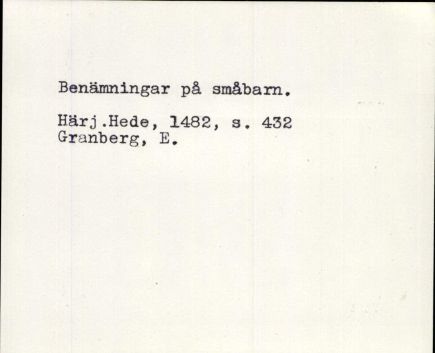 Benämningar på småbarn.
Härj.Hede, 1482, s. 432
Granberg, E.